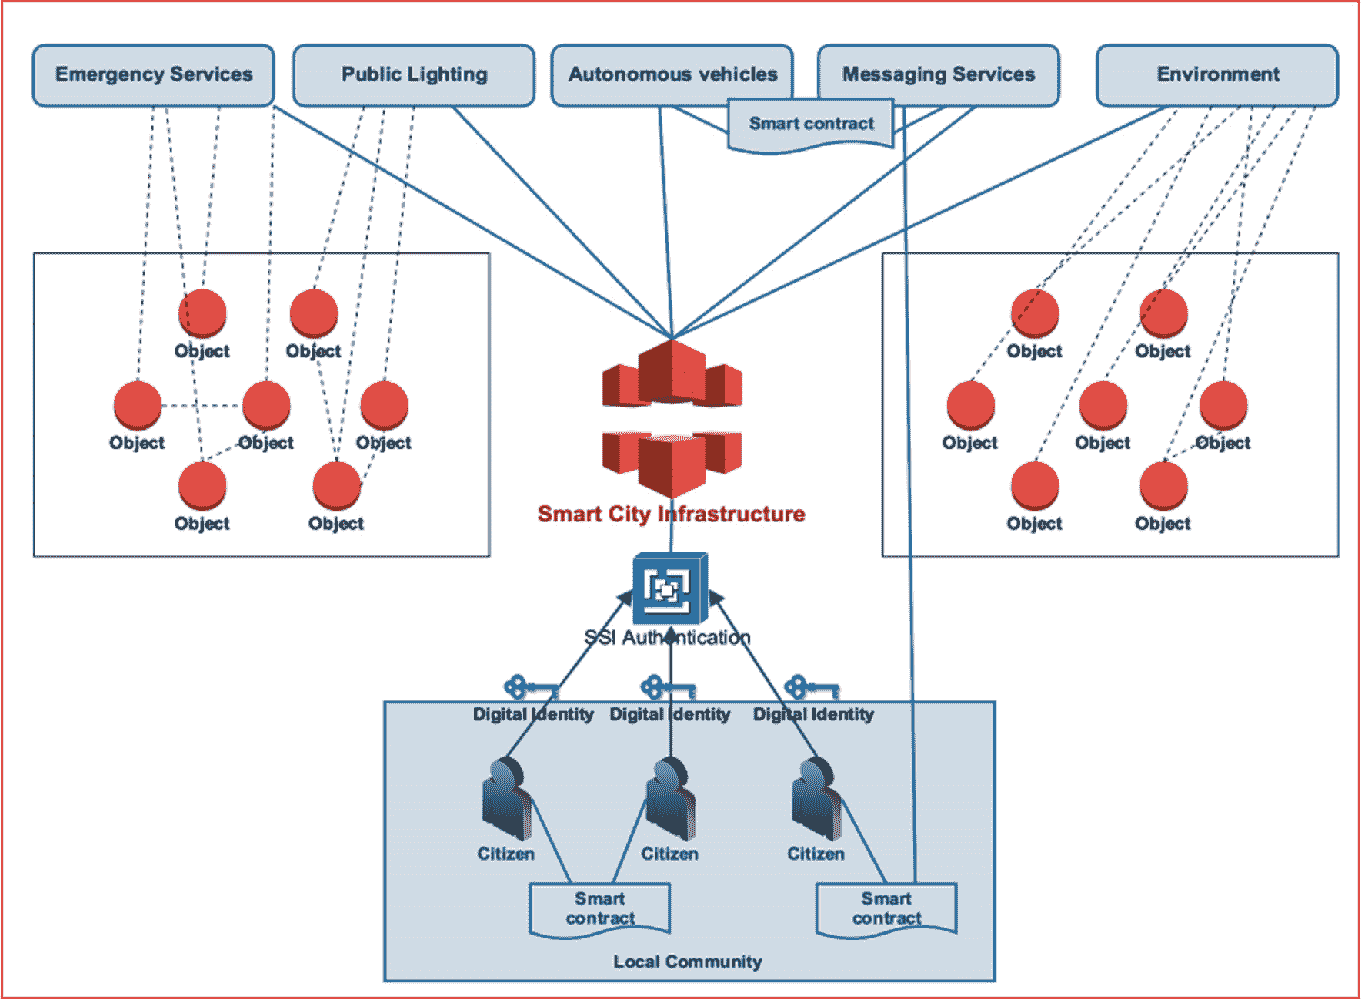 Emergency Services
Public Lighting
Autonomous vehicles
Messaging Services
Environment
Smart contract
Object
Object
Object
Object
Object
Object
Object
Object
Object
Object
Object
Object
Object
Object
Smart City Infrastructure
SSI Authentication
Digital Identity
Digital Identity
Digital Identity
Citizen
Citizen
Citizen
Smart
contract
Smart
contract
Local Community